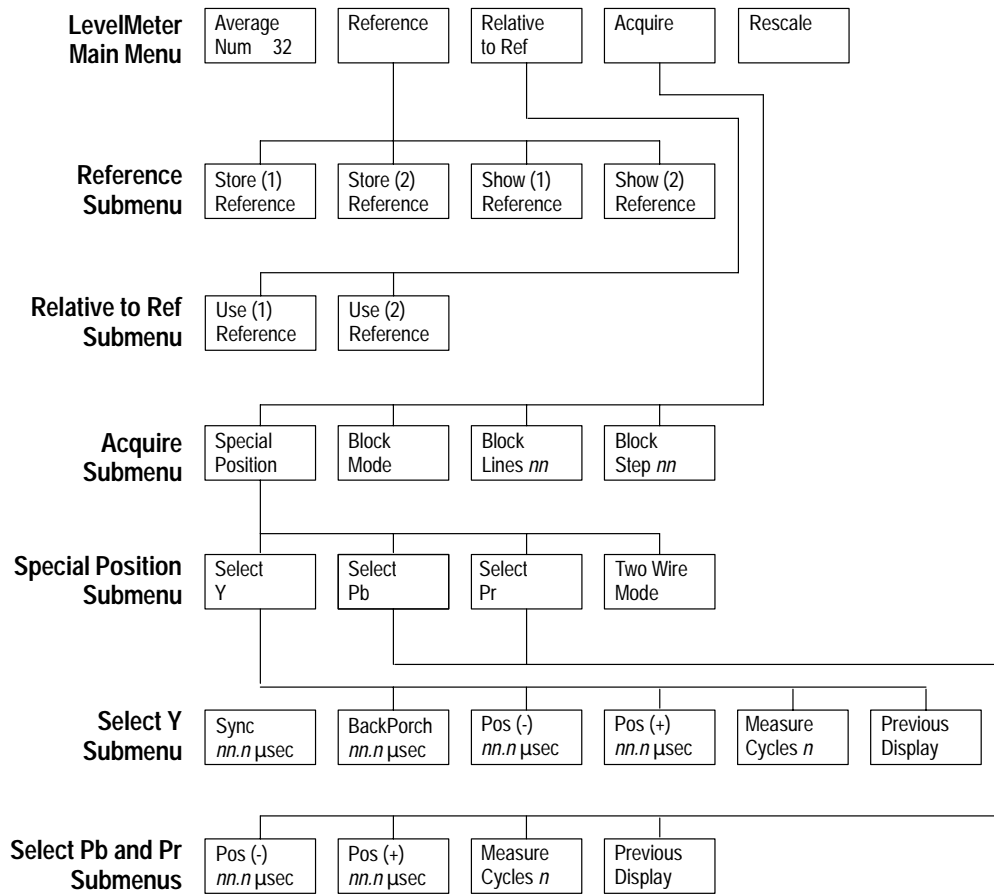 LevelMeter
Main Menu
Average
Num 32
Reference
Relative
to Ref
Acquire
Rescale
Reference
Submenu
Store (1)
Reference
Store (2)
Reference
Show (1)
Reference
Show (2)
Reference
Relative to Ref
Submenu
Use (1)
Reference
Use (2)
Reference
Acquire
Submenu
Special
Position
Block
Mode
Block
Lines nn
Block
Step nn
Special Position
Submenu
Select
Y
Select
Pb
Select
Pr
Two Wire
Mode
Select Y
Submenu
Sync
nn.n µsec
BackPorch
nn.n µsec
Pos (-)
nn.n µsec
Pos (+)
nn.n µsec
Measure
Cycles n
Previous
Display
Select Pb and Pr
Submenus
Pos (-)
nn.n µsec
Pos (+)
nn.n µsec
Measure
Cycles n
Previous
Display